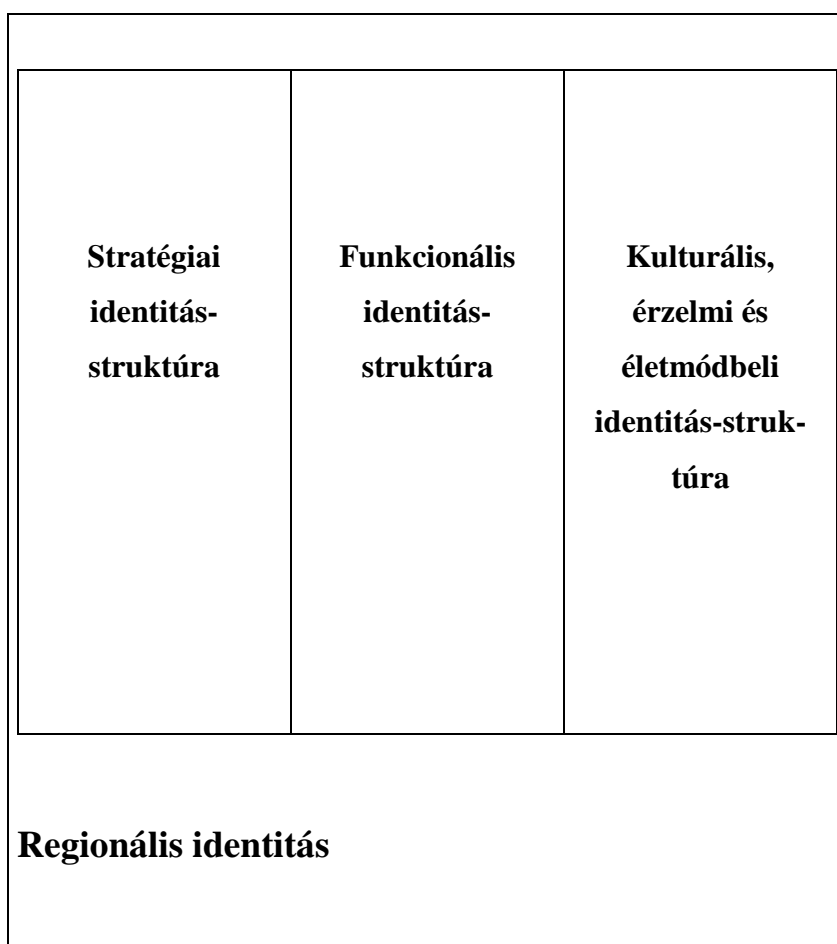 Stratégiai
identitás-
struktúra
Funkcionális
identitás-
struktúra
Kulturális,
érzelmi és
életmódbeli
identitás-struk-
túra
Regionális identitás